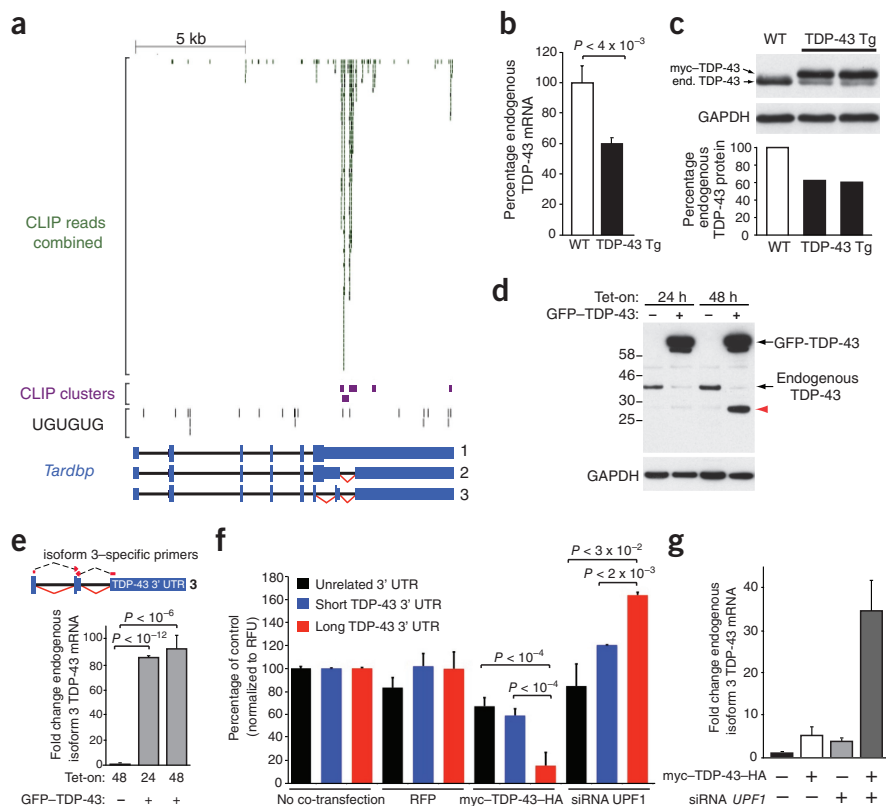 a
5 kb
CLIP reads
combined
CLIP clusters
UGUGUG
Tardbp
1
2
3
b
P < 4 x 10⁻³
Percentage endogenous
TDP-43 mRNA
120
100
80
60
40
20
0
WT
TDP-43 Tg
c
WT
TDP-43 Tg
myc–TDP-43
end. TDP-43
GAPDH
Percentage
endogenous
TDP-43 protein
100
80
60
40
20
0
WT
TDP-43 Tg
d
Tet-on:
24 h
48 h
GFP–TDP-43:
– + – +
58
46
30
25
GFP-TDP-43
Endogenous
TDP-43
GAPDH
e
isoform 3–specific primers
TDP-43 3' UTR
3
Fold change endogenous
isoform 3 TDP-43 mRNA
P < 10⁻⁶
P < 10⁻¹²
100
80
60
40
20
0
Tet-on: 48 24 48
GFP–TDP-43: – + +
f
Percentage of control
(normalized to RFU)
180
160
140
120
100
80
60
40
20
0
Unrelated 3' UTR
Short TDP-43 3' UTR
Long TDP-43 3' UTR
P < 3 x 10⁻²
P < 2 x 10⁻³
P < 10⁻⁴
P < 10⁻⁴
No co-transfection
RFP
myc–TDP-43–HA
siRNA UPF1
g
Fold change endogenous
isoform 3 TDP-43 mRNA
40
30
20
10
0
myc–TDP-43–HA – + – +
siRNA UPF1 – – + +